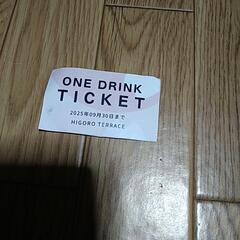 ONE DRINK
TICKET
2025年09月30日まで
HIGORO TERRACE